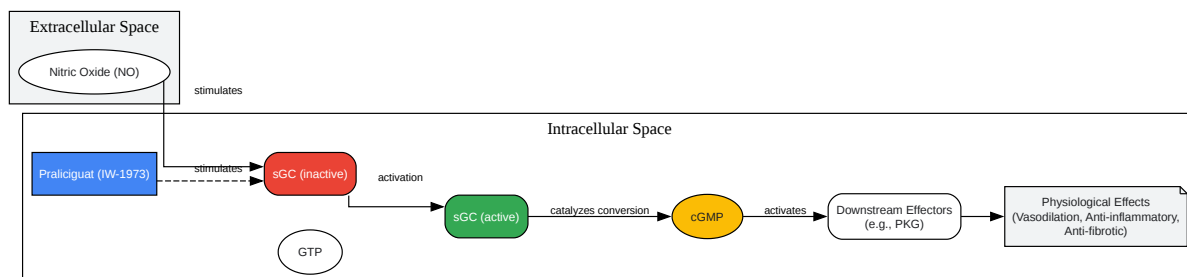 Extracellular Space
Nitric Oxide (NO)
stimulates
Intracellular Space
Praliciguat (IW-1973)
stimulates
sGC (inactive)
activation
sGC (active)
catalyzes conversion
cGMP
activates
Downstream Effectors
(e.g., PKG)
Physiological Effects
(Vasodilation, Anti-inflammatory,
Anti-fibrotic)
GTP